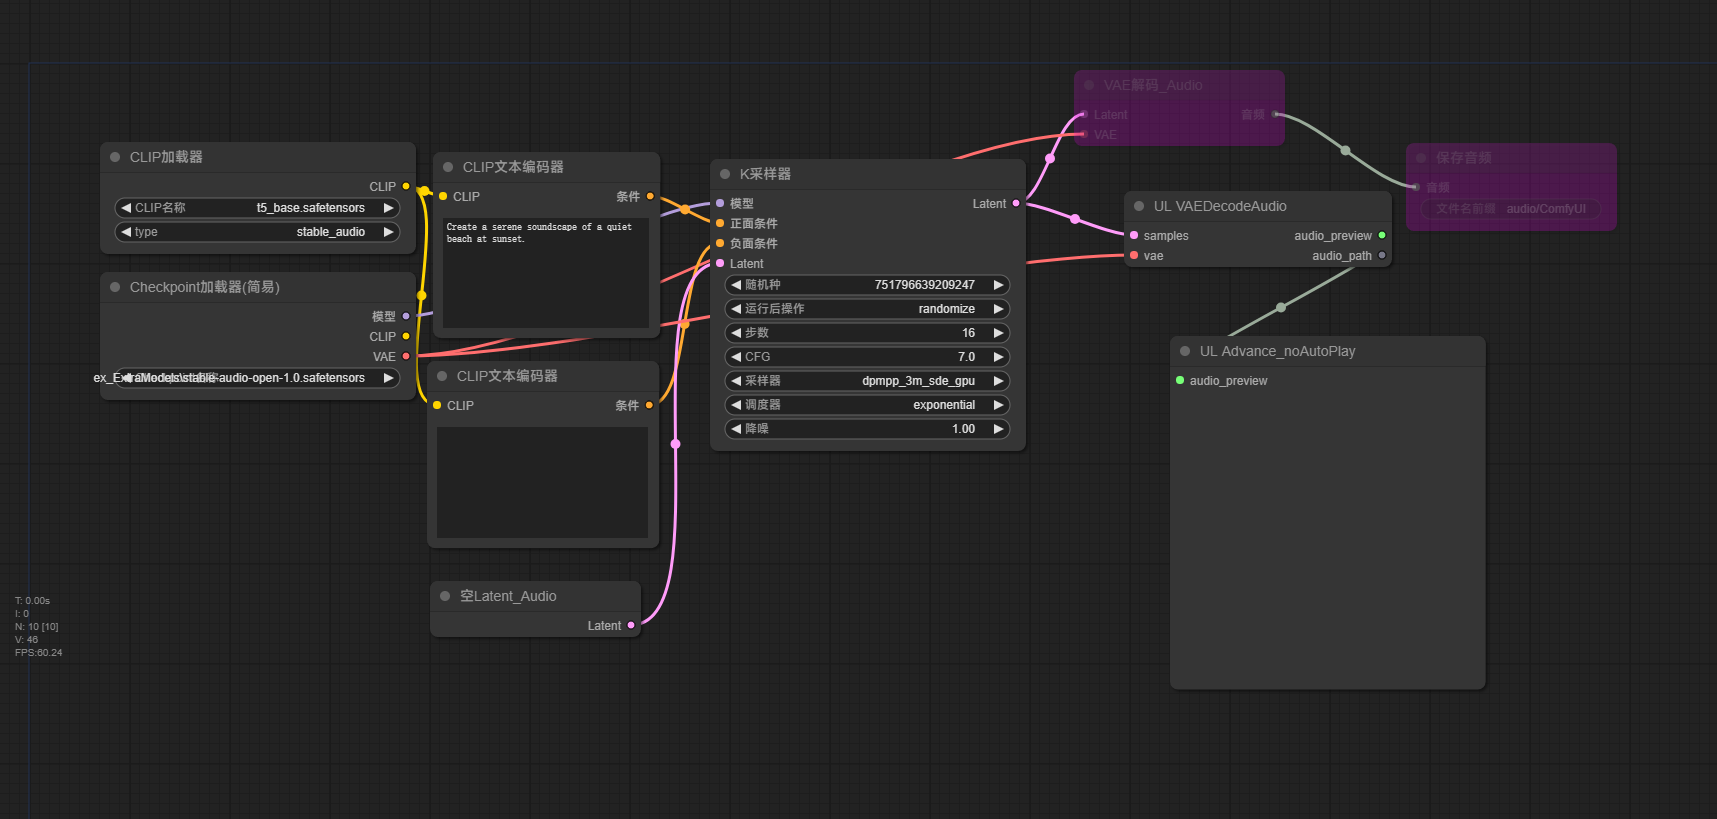 CLIP加载器
CLIP
CLIP名称 t5_base.safetensors
type stable_audio
Checkpoint加载器(简易)
模型
CLIP
VAE
stable-audio-open-1.0.safetensors
CLIP文本编码器
CLIP 条件
Create a serene soundscape of a quiet
beach at sunset.
CLIP文本编码器
CLIP 条件
空Latent_Audio
Latent
K采样器
模型 Latent
正面条件
负面条件
Latent
随机种 751796639209247
运行后操作 randomize
步数 16
CFG 7.0
采样器 dpmpp_3m_sde_gpu
调度器 exponential
降噪 1.00
VAE解码_Audio
Latent 音频
VAE
保存音频
音频
文件名前缀 audio/ComfyUI
UL VAEDecodeAudio
samples audio_preview
vae audio_path
UL Advance_noAutoPlay
audio_preview
T: 0.00s
I: 0
N: 10 [10]
V: 46
FPS:60.24